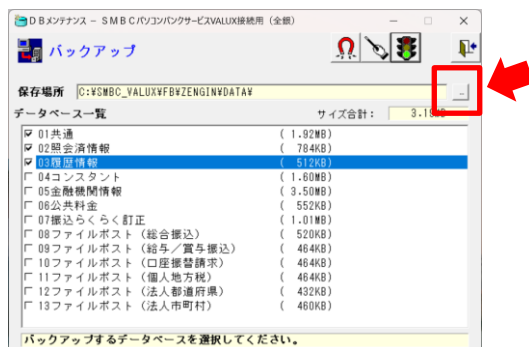 DBメンテナンス － SMBCパソコンバンクサービスVALUX接続用（全銀）
バックアップ
保存場所 C:¥SMBC_VALUX¥FB¥ZENGIN¥DATA¥ ...
データベース一覧 サイズ合計： 3.19MB
01共通 ( 1.92MB)
02照会済情報 ( 784KB)
03履歴情報 ( 512KB)
04コンスタント ( 1.60MB)
05金融機関情報 ( 3.50MB)
06公共料金 ( 552KB)
07振込らくらく訂正 ( 1.01MB)
08ファイルポスト（総合振込） ( 520KB)
09ファイルポスト（給与／賞与振込） ( 464KB)
10ファイルポスト（口座振替請求） ( 464KB)
11ファイルポスト（個人地方税） ( 464KB)
12ファイルポスト（法人都道府県） ( 432KB)
13ファイルポスト（法人市町村） ( 460KB)
バックアップするデータベースを選択してください。